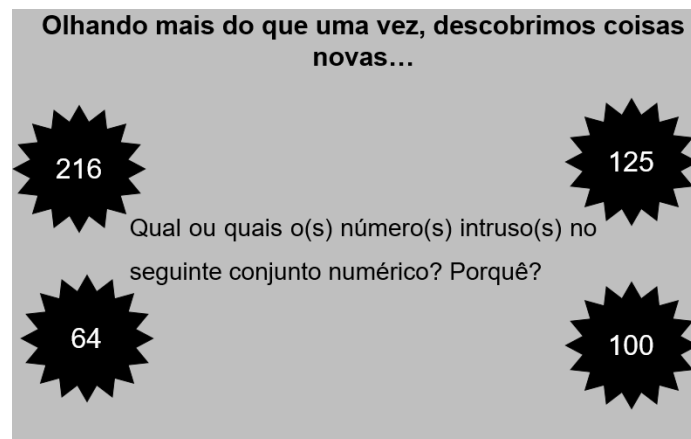 Olhando mais do que uma vez, descobrimos coisas
novas…
216
125
Qual ou quais o(s) número(s) intruso(s) no
seguinte conjunto numérico? Porquê?
64
100